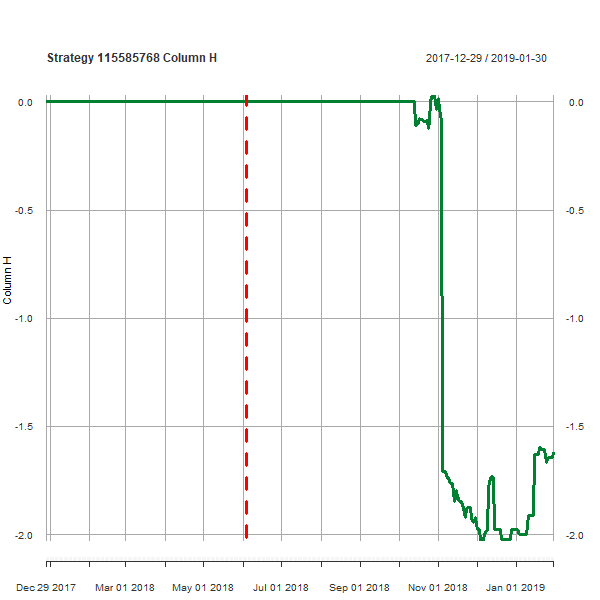 Strategy 115585768 Column H
2017-12-29 / 2019-01-30
0.0
0.0
-0.5
-0.5
-1.0
-1.0
-1.5
-1.5
-2.0
-2.0
Column H
Dec 29 2017
Mar 01 2018
May 01 2018
Jul 01 2018
Sep 01 2018
Nov 01 2018
Jan 01 2019